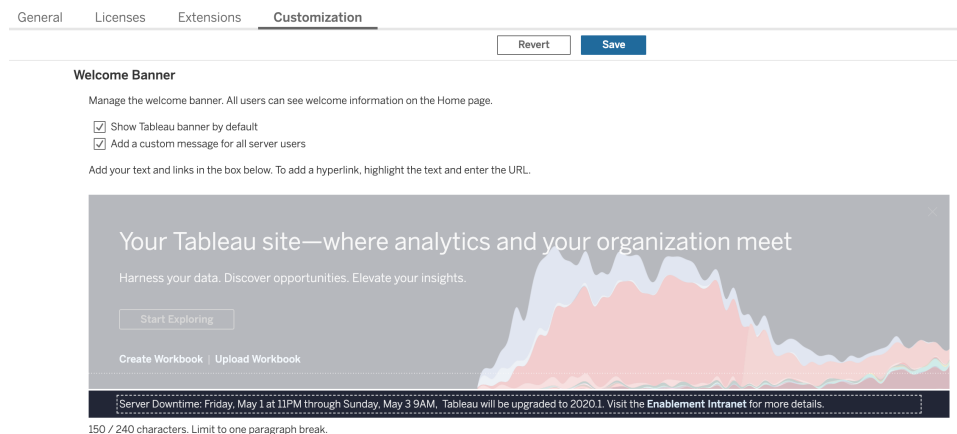 General Licenses Extensions Customization
Revert Save
Welcome Banner
Manage the welcome banner. All users can see welcome information on the Home page.
Show Tableau banner by default
Add a custom message for all server users
Add your text and links in the box below. To add a hyperlink, highlight the text and enter the URL.
Your Tableau site—where analytics and your organization meet
Harness your data. Discover opportunities. Elevate your insights.
Start Exploring
Create Workbook | Upload Workbook
Server Downtime: Friday, May 1 at 11PM through Sunday, May 3 9AM, Tableau will be upgraded to 2020.1. Visit the Enablement Intranet for more details.
150 / 240 characters. Limit to one paragraph break.